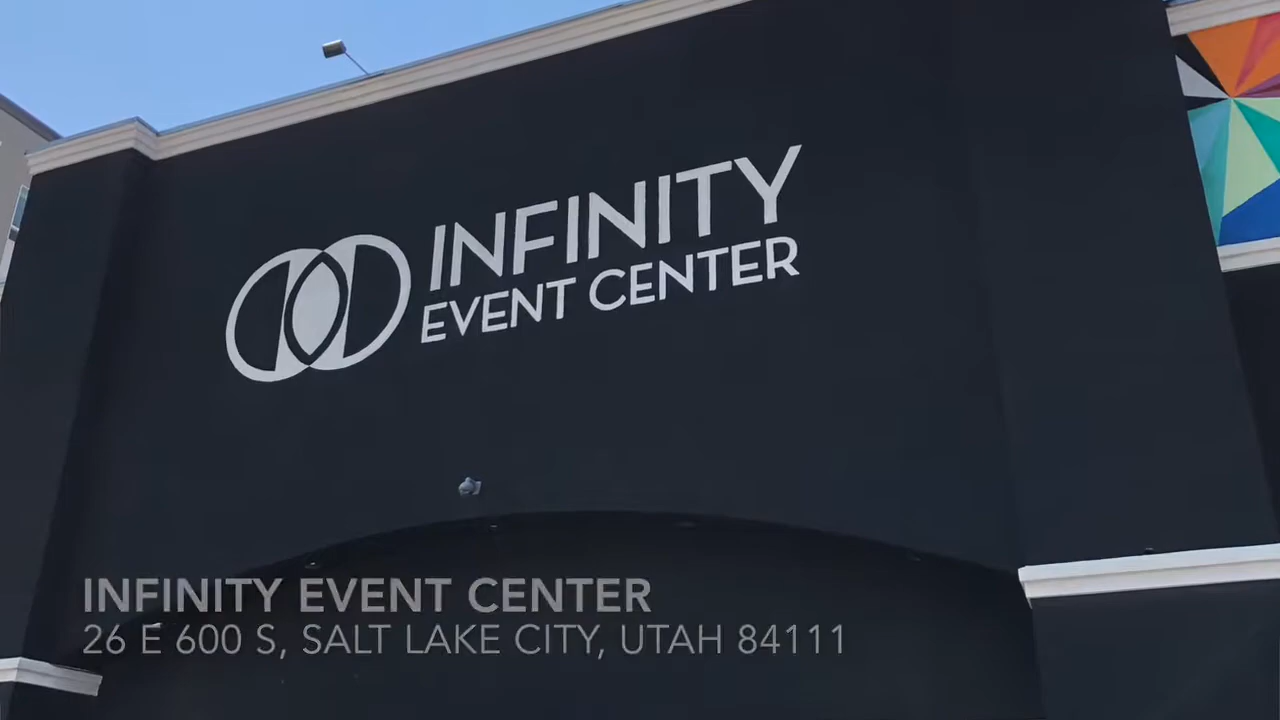 INFINITY
EVENT CENTER
INFINITY EVENT CENTER
26 E 600 S, SALT LAKE CITY, UTAH 84111